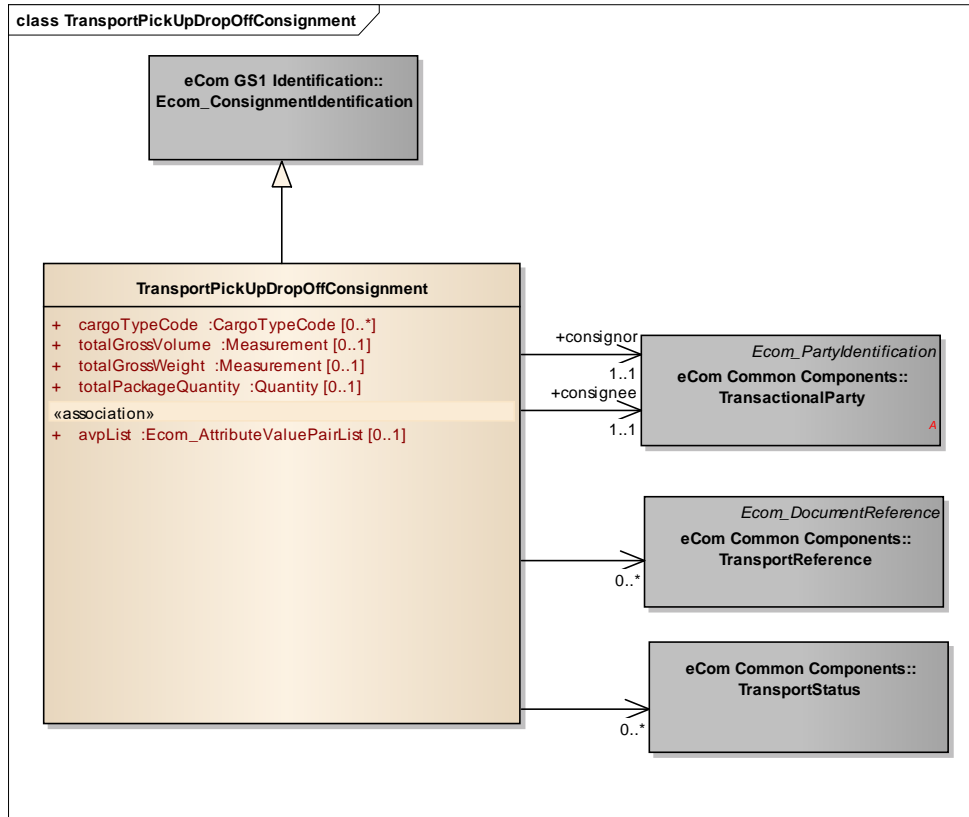 class TransportPickUpDropOffConsignment
eCom GS1 Identification::
Ecom_ConsignmentIdentification
TransportPickUpDropOffConsignment
+ cargoTypeCode :CargoTypeCode [0..*]
+ totalGrossVolume :Measurement [0..1]
+ totalGrossWeight :Measurement [0..1]
+ totalPackageQuantity :Quantity [0..1]
«association»
+ avpList :Ecom_AttributeValuePairList [0..1]
+consignor
1..1
+consignee
1..1
Ecom_PartyIdentification
eCom Common Components::
TransactionalParty
A
Ecom_DocumentReference
eCom Common Components::
TransportReference
0..*
eCom Common Components::
TransportStatus
0..*